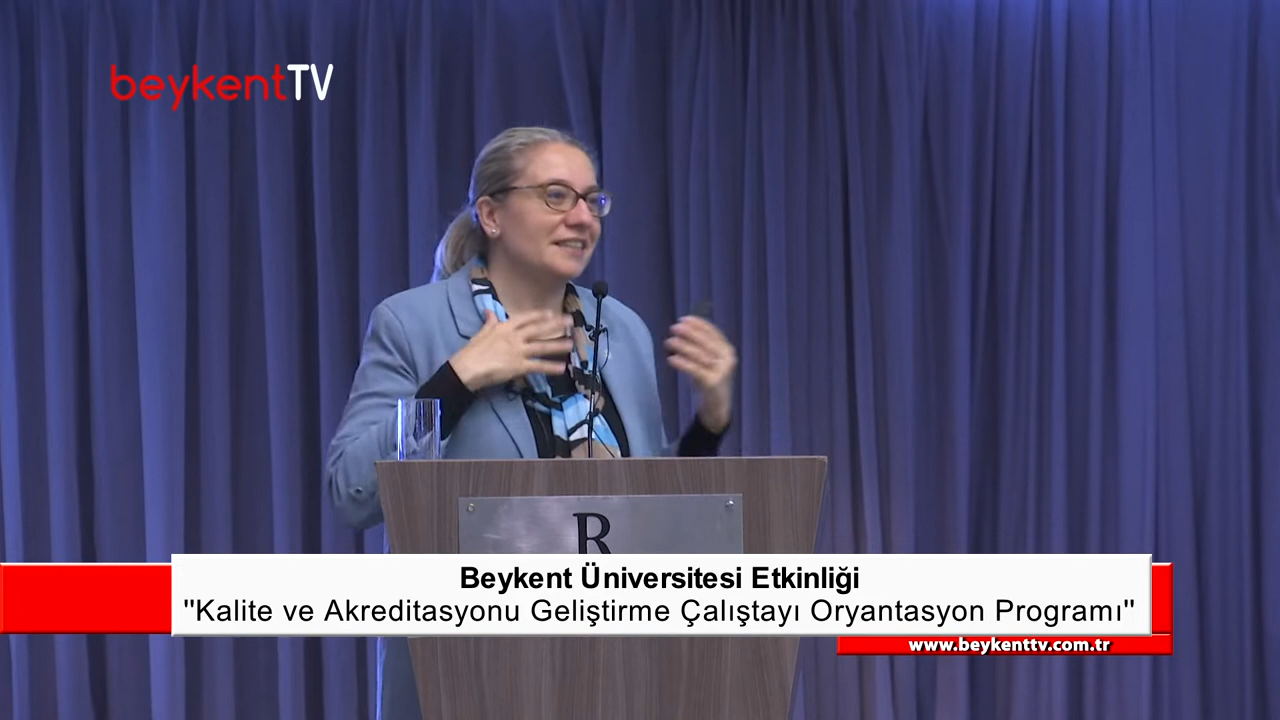 beykentTV
R
Beykent Üniversitesi Etkinliği
"Kalite ve Akreditasyonu Geliştirme Çalıştayı Oryantasyon Programı"
www.beykenttv.com.tr